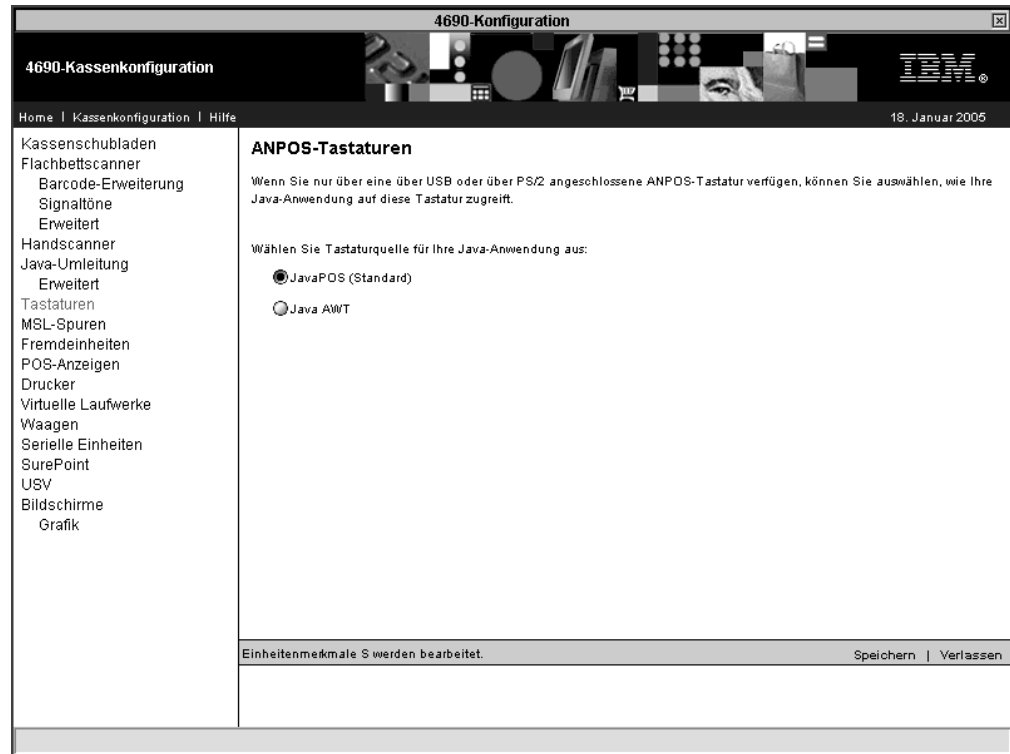 4690-Konfiguration
4690-Kassenkonfiguration
IBM®
Home | Kassenkonfiguration | Hilfe
18. Januar 2005
Kassenschubladen
Flachbettscanner
Barcode-Erweiterung
Signaltöne
Erweitert
Handscanner
Java-Umleitung
Erweitert
Tastaturen
MSL-Spuren
Fremdeinheiten
POS-Anzeigen
Drucker
Virtuelle Laufwerke
Waagen
Serielle Einheiten
SurePoint
USV
Bildschirme
Grafik
ANPOS-Tastaturen
Wenn Sie nur über eine über USB oder über PS/2 angeschlossene ANPOS-Tastatur verfügen, können Sie auswählen, wie Ihre
Java-Anwendung auf diese Tastatur zugreift.
Wählen Sie Tastaturquelle für Ihre Java-Anwendung aus:
JavaPOS (Standard)
Java AWT
Einheitenmerkmale S werden bearbeitet.
Speichern | Verlassen